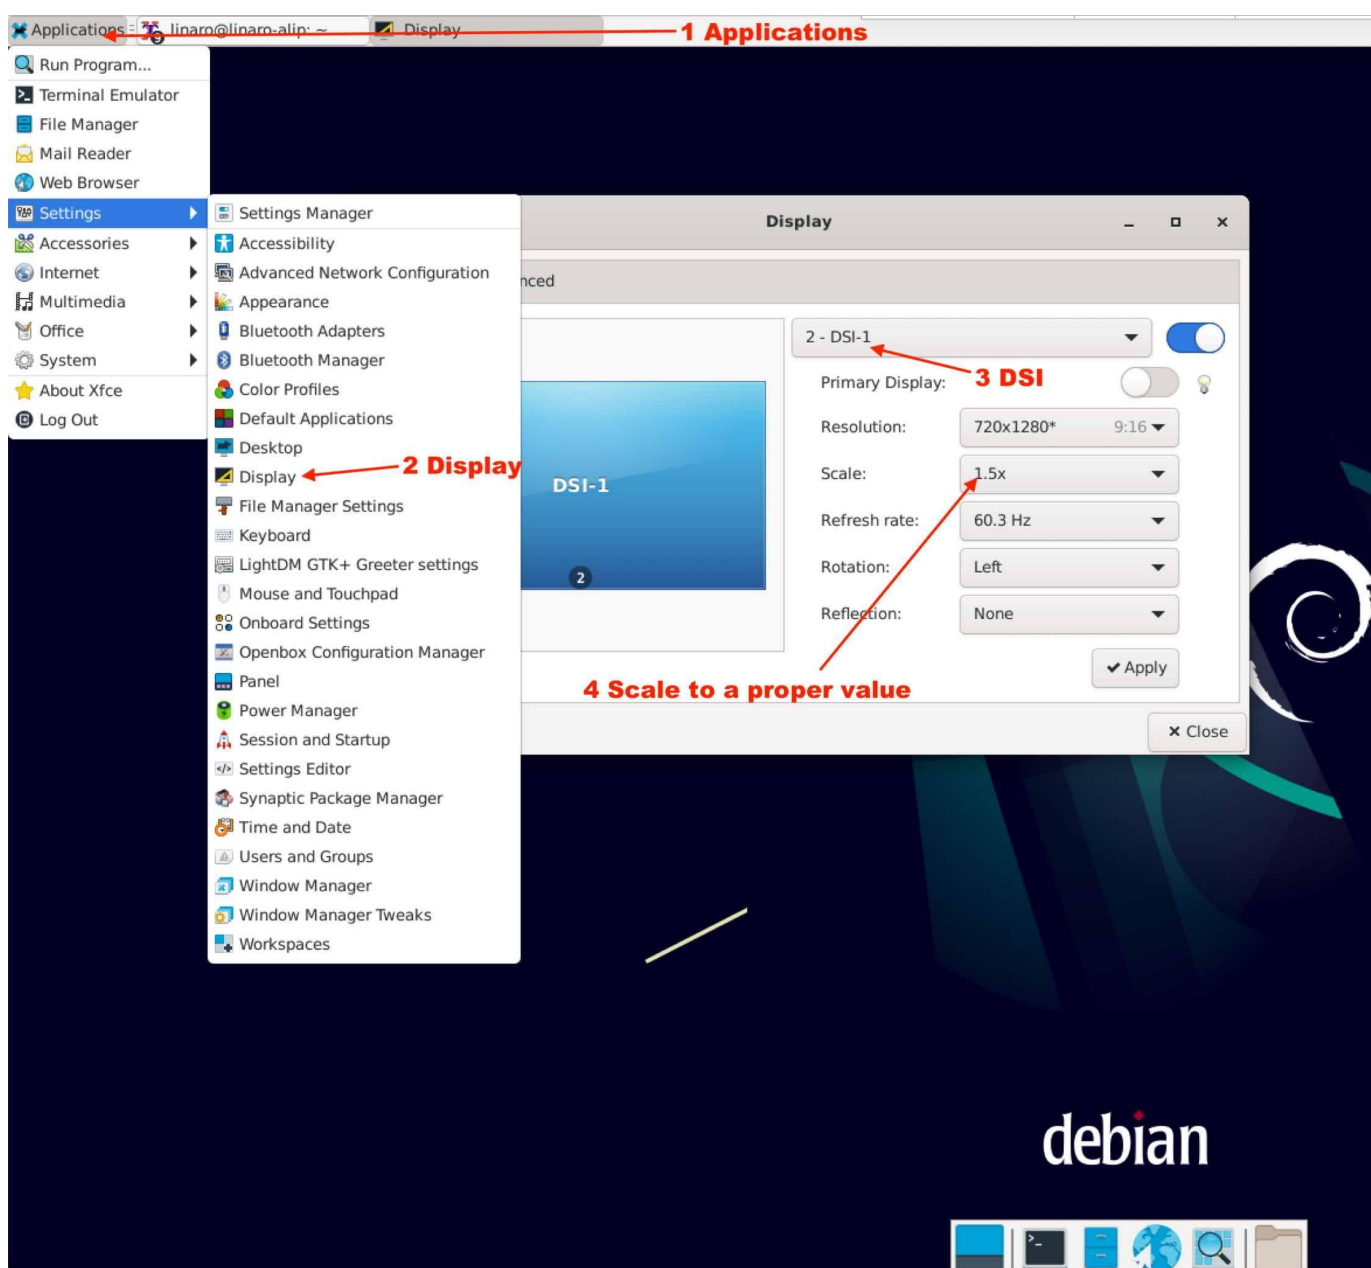 Applications
linaro@linaro-alip: ~
Display
1 Applications
Run Program...
Terminal Emulator
File Manager
Mail Reader
Web Browser
Settings
Accessories
Internet
Multimedia
Office
System
About Xfce
Log Out
Settings Manager
Accessibility
Advanced Network Configuration
Appearance
Bluetooth Adapters
Bluetooth Manager
Color Profiles
Default Applications
Desktop
Display
File Manager Settings
Keyboard
LightDM GTK+ Greeter settings
Mouse and Touchpad
Onboard Settings
Openbox Configuration Manager
Panel
Power Manager
Session and Startup
Settings Editor
Synaptic Package Manager
Time and Date
Users and Groups
Window Manager
Window Manager Tweaks
Workspaces
2 Display
Display
nced
DSI-1
2
2 - DSI-1
3 DSI
Primary Display:
Resolution: 720x1280* 9:16
Scale: 1.5x
Refresh rate: 60.3 Hz
Rotation: Left
Reflection: None
Apply
4 Scale to a proper value
Close
debian